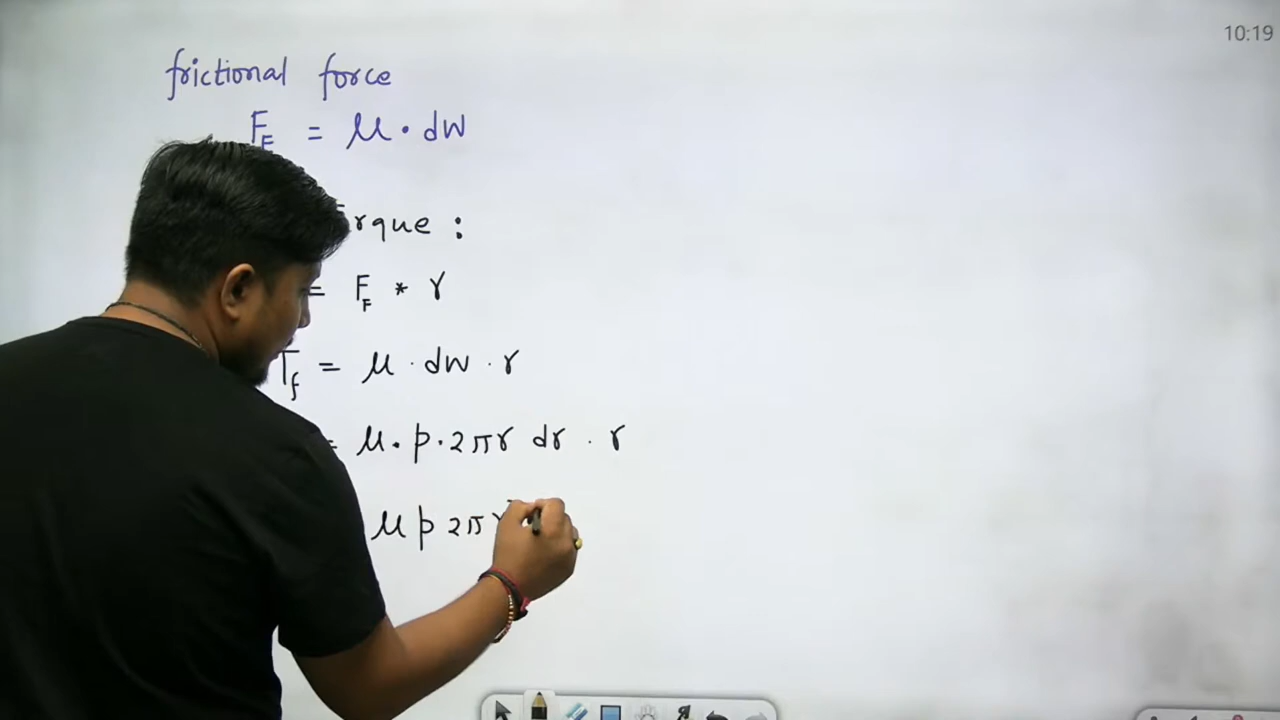 10:19
frictional force
F_F = μ · dw
rque :
= F_F * r
T_f = μ · dw · r
= μ · p · 2πr dr · r
μ p 2π r